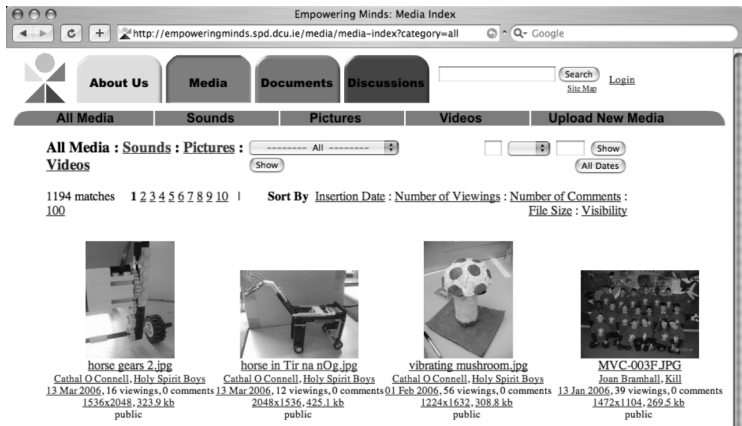 Empowering Minds: Media Index
http://empoweringminds.spd.dcu.ie/media/media-index?category=all
Google
About Us Media Documents Discussions
Search
Site Map
Login
All Media Sounds Pictures Videos Upload New Media
All Media : Sounds : Pictures :
Videos
-------- All --------
Show
Show
All Dates
1194 matches 1 2 3 4 5 6 7 8 9 10 |
100
Sort By Insertion Date : Number of Viewings : Number of Comments :
File Size : Visibility
horse gears 2.jpg
Cathal O Connell, Holy Spirit Boys
13 Mar 2006, 16 viewings, 0 comments
1536x2048, 323.9 kb
public
horse in Tir na nOg.jpg
Cathal O Connell, Holy Spirit Boys
13 Mar 2006, 12 viewings, 0 comments
2048x1536, 425.1 kb
public
vibrating mushroom.jpg
Cathal O Connell, Holy Spirit Boys
01 Feb 2006, 56 viewings, 0 comments
1224x1632, 308.8 kb
public
MVC-003F.JPG
Joan Bramhall, Kill
13 Jan 2006, 39 viewings, 0 comments
1472x1104, 269.5 kb
public